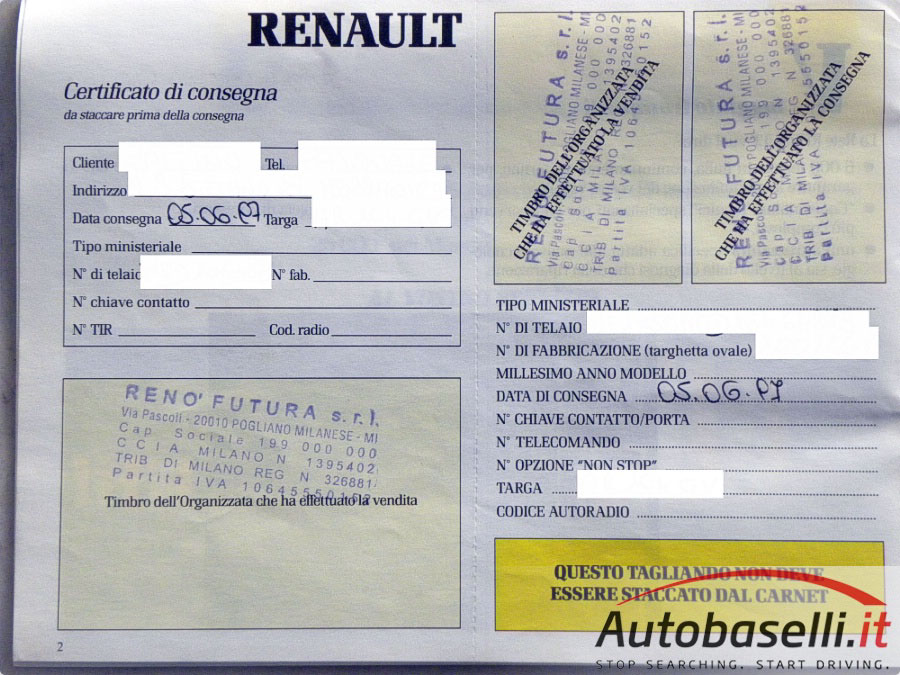 RENAULT
Certificato di consegna
da staccare prima della consegna
Cliente Tel.
Indirizzo
Data consegna 05.06.97 Targa
Tipo ministeriale
N° di telaio N° fab.
N° chiave contatto
N° TIR Cod. radio
RENO' FUTURA s.r.l.
Via Pascoli - 20010 POGLIANO MILANESE - MI
Cap. Sociale 199 000 000
CCIA MILANO N 1395402
TRIB DI MILANO REG N 326881
Partita IVA 10645550152
Timbro dell'Organizzata che ha effettuato la vendita
2
TIMBRO DELL'ORGANIZZATA
CHE HA EFFETTUATO LA VENDITA
TIMBRO DELL'ORGANIZZATA
CHE HA EFFETTUATO LA CONSEGNA
TIPO MINISTERIALE
N° DI TELAIO
N° DI FABBRICAZIONE (targhetta ovale)
MILLESIMO ANNO MODELLO
DATA DI CONSEGNA 05.06.97
N° CHIAVE CONTATTO/PORTA
N° TELECOMANDO
N° OPZIONE "NON STOP"
TARGA
CODICE AUTORADIO
QUESTO TAGLIANDO NON DEVE
ESSERE STACCATO DAL CARNET
Autobaselli.it
STOP SEARCHING. START DRIVING.